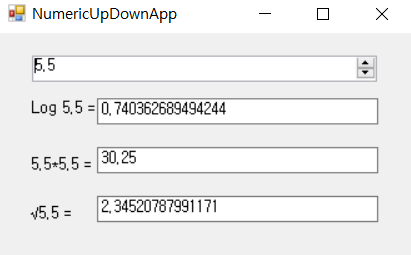 NumericUpDownApp
5,5
Log 5,5 = 0,740362689494244
5,5*5,5 = 30,25
√5,5 = 2,34520787991171